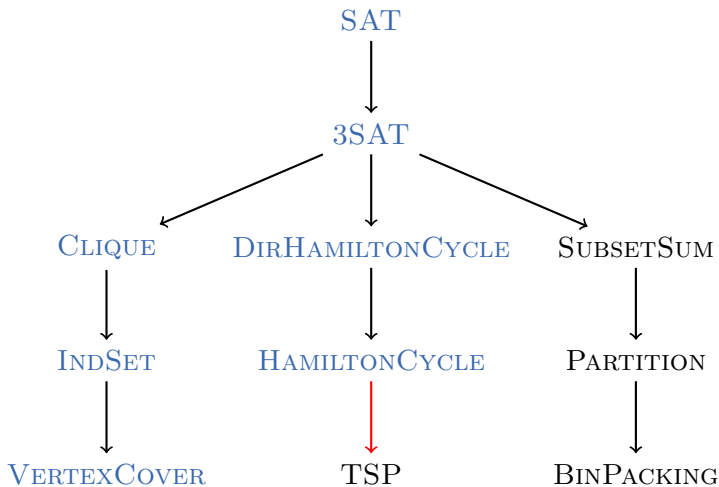 SAT
3SAT
CLIQUE DIRHAMILTONCYCLE SUBSETSUM
INDSET HAMILTONCYCLE PARTITION
VERTEXCOVER TSP BINPACKING